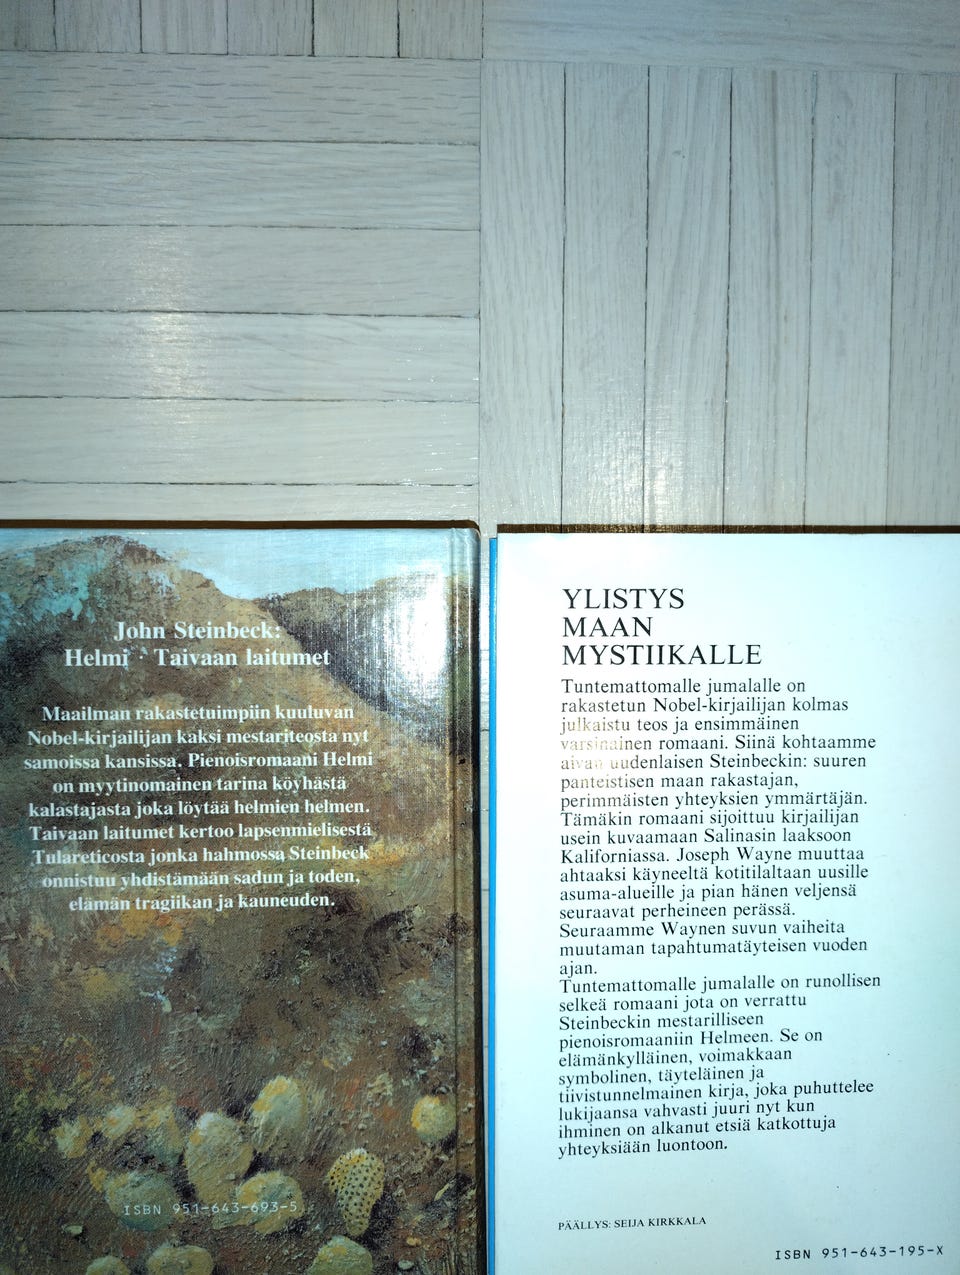 John Steinbeck:
Helmi · Taivaan laitumet
Maailman rakastetuimpiin kuuluvan
Nobel-kirjailijan kaksi mestariteosta nyt
samoissa kansissa. Pienoisromaani Helmi
on myytinomainen tarina köyhästä
kalastajasta joka löytää helmien helmen.
Taivaan laitumet kertoo lapsenmielisestä
Tulareticosta jonka hahmossa Steinbeck
onnistuu yhdistämään sadun ja toden,
elämän tragiikan ja kauneuden.
ISBN 951-643-693-5
YLISTYS
MAAN
MYSTIIKALLE
Tuntemattomalle jumalalle on
rakastetun Nobel-kirjailijan kolmas
julkaistu teos ja ensimmäinen
varsinainen romaani. Siinä kohtaamme
aivan uudenlaisen Steinbeckin: suuren
panteistisen maan rakastajan,
perimmäisten yhteyksien ymmärtäjän.
Tämäkin romaani sijoittuu kirjailijan
usein kuvaamaan Salinasin laaksoon
Kaliforniassa. Joseph Wayne muuttaa
ahtaaksi käyneeltä kotitilaltaan uusille
asuma-alueille ja pian hänen veljensä
seuraavat perheineen perässä.
Seuraamme Waynen suvun vaiheita
muutaman tapahtumatäyteisen vuoden
ajan.
Tuntemattomalle jumalalle on runollisen
selkeä romaani jota on verrattu
Steinbeckin mestarilliseen
pienoisromaaniin Helmeen. Se on
elämänkylläinen, voimakkaan
symbolinen, täyteläinen ja
tiivistunnelmainen kirja, joka puhuttelee
lukijaansa vahvasti juuri nyt kun
ihminen on alkanut etsiä katkottuja
yhteyksiään luontoon.
PÄÄLLYS: SEIJA KIRKKALA
ISBN 951-643-195-X